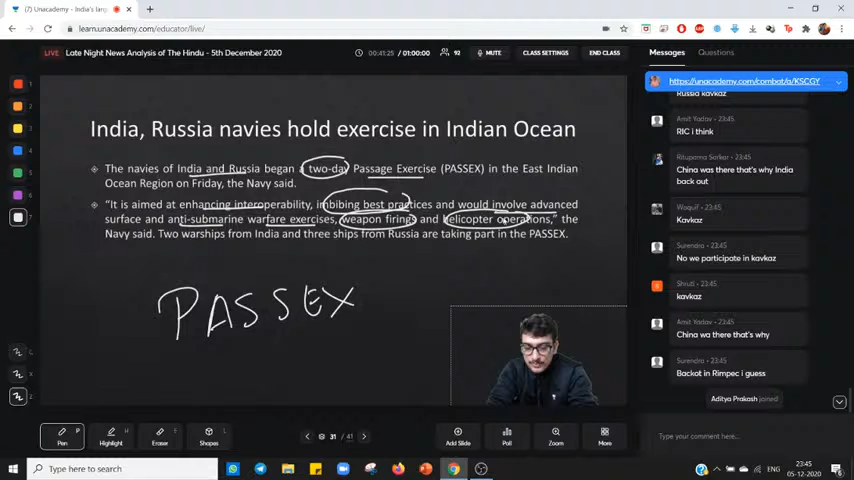 Unacademy - India's larg
learn.unacademy.com/educator/live/
LIVE Late Night News Analysis of The Hindu - 5th December 2020
00:41:25 / 01:00:00
92
MUTE
CLASS SETTINGS
END CLASS
Messages
Questions
1
2
3
4
5
6
7
India, Russia navies hold exercise in Indian Ocean
The navies of India and Russia began a two-day Passage Exercise (PASSEX) in the East Indian
Ocean Region on Friday, the Navy said.
"It is aimed at enhancing interoperability, imbibing best practices and would involve advanced
surface and anti-submarine warfare exercises, weapon firings and helicopter operations," the
Navy said. Two warships from India and three ships from Russia are taking part in the PASSEX.
PASSEX
L
X
Z
https://unacademy.com/combat/a/KSCGY
Russia kavkaz
Amit Yadav 23:45
RIC i think
Rituparna Sarkar 23:45
China was there that's why India
back out
Waquif 23:45
Kavkaz
Surendra 23:45
No we participate in kavkaz
Shruti 23:45
kavkaz
Amit Yadav 23:45
China wa there that's why
Surendra 23:45
Backot in Rimpec i guess
Aditya Prakash joined
Type your comment here...
Pen P
Highlight H
Eraser E
Shapes L
31 / 41
Add Slide
Poll
Zoom
More
Type here to search
ENG
23:45
05-12-2020